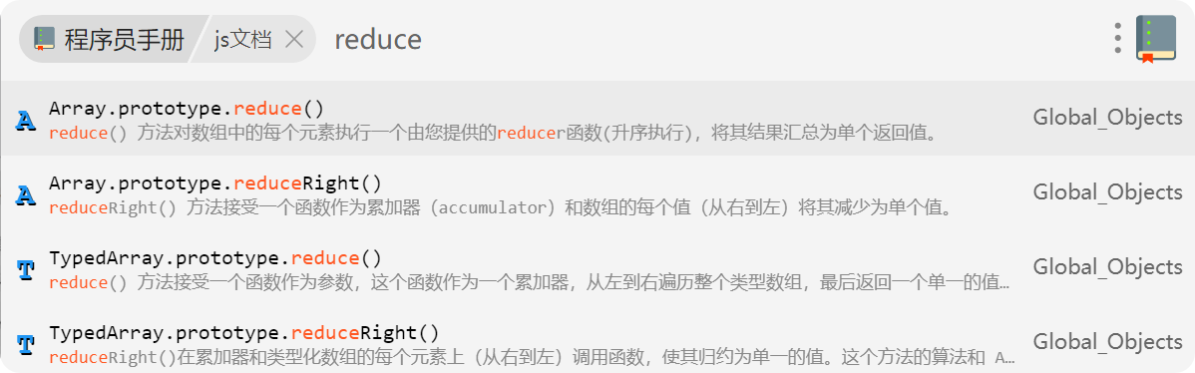 程序员手册 js文档 reduce
Array.prototype.reduce()
reduce() 方法对数组中的每个元素执行一个由您提供的reducer函数(升序执行)，将其结果汇总为单个返回值。
Global_Objects
Array.prototype.reduceRight()
reduceRight() 方法接受一个函数作为累加器（accumulator）和数组的每个值（从右到左）将其减少为单个值。
Global_Objects
TypedArray.prototype.reduce()
reduce() 方法接受一个函数作为参数，这个函数作为一个累加器，从左到右遍历整个类型数组，最后返回一个单一的值...
Global_Objects
TypedArray.prototype.reduceRight()
reduceRight()在累加器和类型化数组的每个元素上（从右到左）调用函数，使其归约为单一的值。这个方法的算法和 A...
Global_Objects